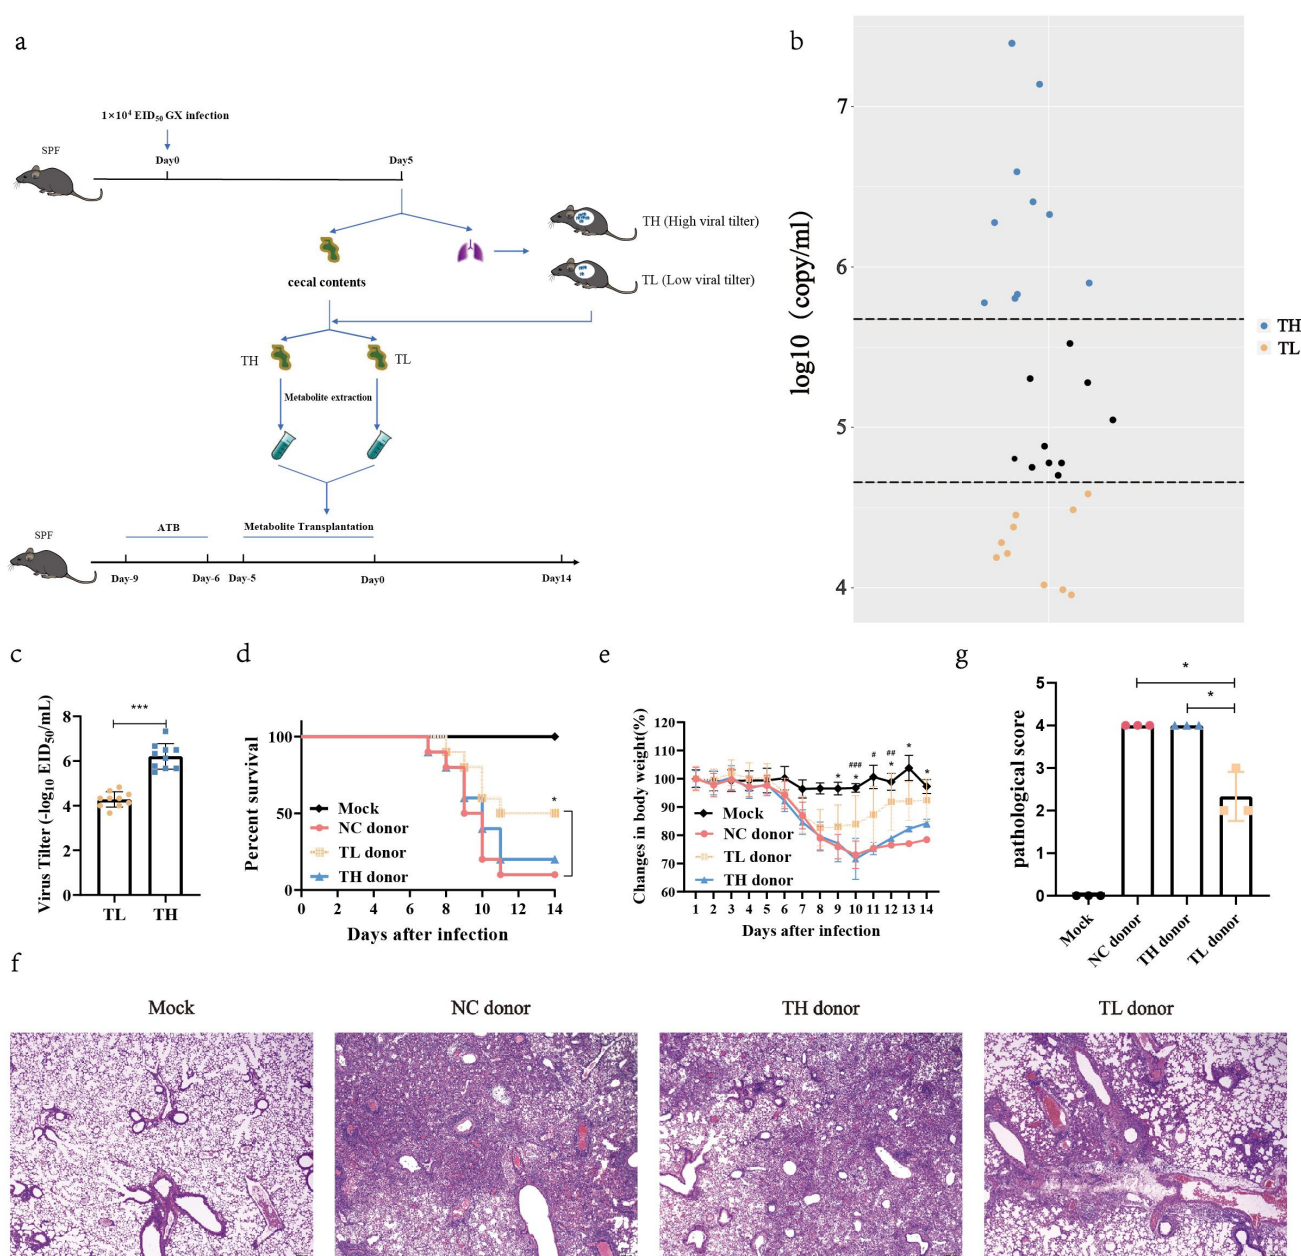 a
1×10⁴ EID₅₀ GX infection
SPF
Day0
Day5
TH (High viral tilter)
TL (Low viral tilter)
cecal contents
TH
TL
Metabolite extraction
SPF
ATB
Metabolite Transplantation
Day-9
Day-6
Day-5
Day0
Day14
b
log10（copy/ml）
7
6
5
4
TH
TL
c
Virus Tilter (-log₁₀ EID₅₀/mL)
8
6
4
2
0
***
TL
TH
d
Percent survival
100
50
0
Mock
NC donor
TL donor
TH donor
*
0 2 4 6 8 10 12 14
Days after infection
e
Changes in body weight(%)
120
110
100
90
80
70
60
* ### * # ## * * *
Mock
NC donor
TL donor
TH donor
1 2 3 4 5 6 7 8 9 10 11 12 13 14
Days after infection
g
pathological score
5
4
3
2
1
0
*
*
Mock
NC donor
TH donor
TL donor
f
Mock
NC donor
TH donor
TL donor